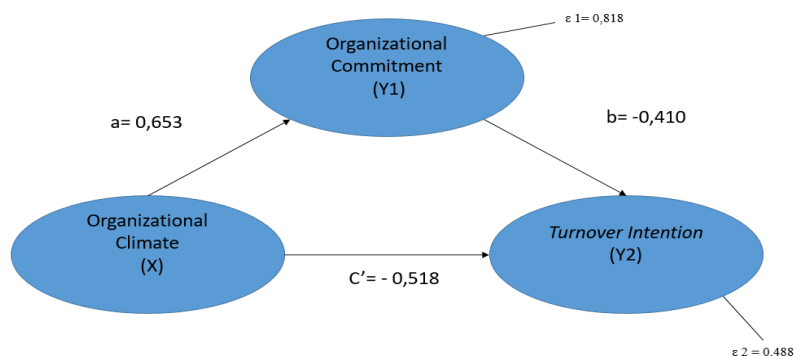 ε 1= 0,818
Organizational
Commitment
(Y1)
a= 0,653
b= -0,410
Organizational
Climate
(X)
Turnover Intention
(Y2)
C’= - 0,518
ε 2 = 0.488